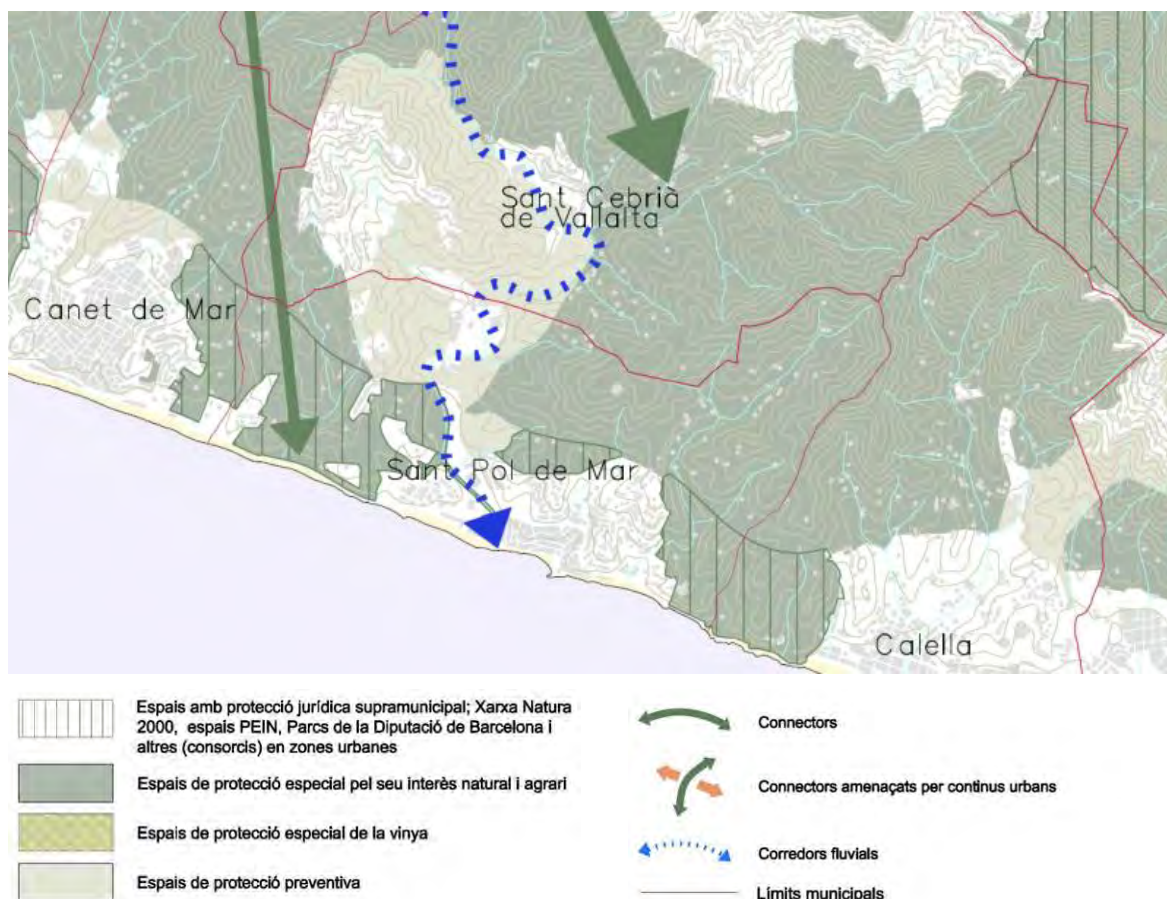 Sant Cebrià
de Vallalta
Canet de Mar
Sant Pol de Mar
Calella
Espais amb protecció jurídica supramunicipal; Xarxa Natura
2000, espais PEIN, Parcs de la Diputació de Barcelona i
altres (consorcis) en zones urbanes
Espais de protecció especial pel seu interès natural i agrari
Espais de protecció especial de la vinya
Espais de protecció preventiva
Connectors
Connectors amenaçats per continus urbans
Corredors fluvials
Límits municipals